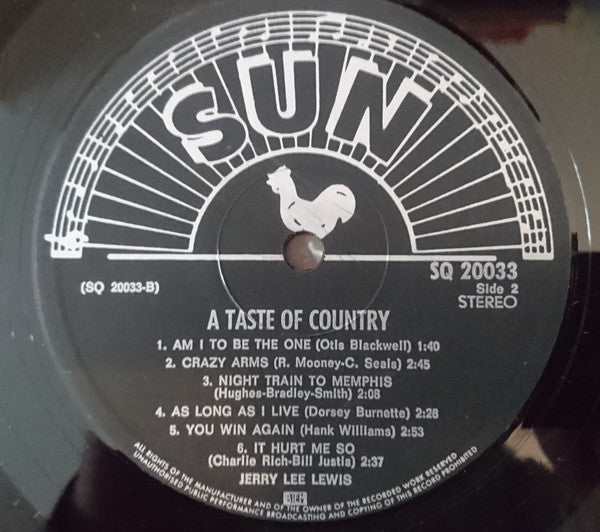 SUN
SQ 20033
(SQ 20033-B)
Side 2
STEREO
A TASTE OF COUNTRY
1. AM I TO BE THE ONE (Otis Blackwell) 1:40
2. CRAZY ARMS (R. Mooney-C. Seals) 2:45
3. NIGHT TRAIN TO MEMPHIS
(Hughes-Bradley-Smith) 2:08
4. AS LONG AS I LIVE (Dorsey Burnette) 2:28
5. YOU WIN AGAIN (Hank Williams) 2:53
6. IT HURT ME SO
(Charlie Rich-Bill Justis) 2:37
JERRY LEE LEWIS
ALL RIGHTS OF THE MANUFACTURER AND OF THE OWNER OF THE RECORDED WORK RESERVED
UNAUTHORISED PUBLIC PERFORMANCE BROADCASTING AND COPYING OF THIS RECORD PROHIBITED